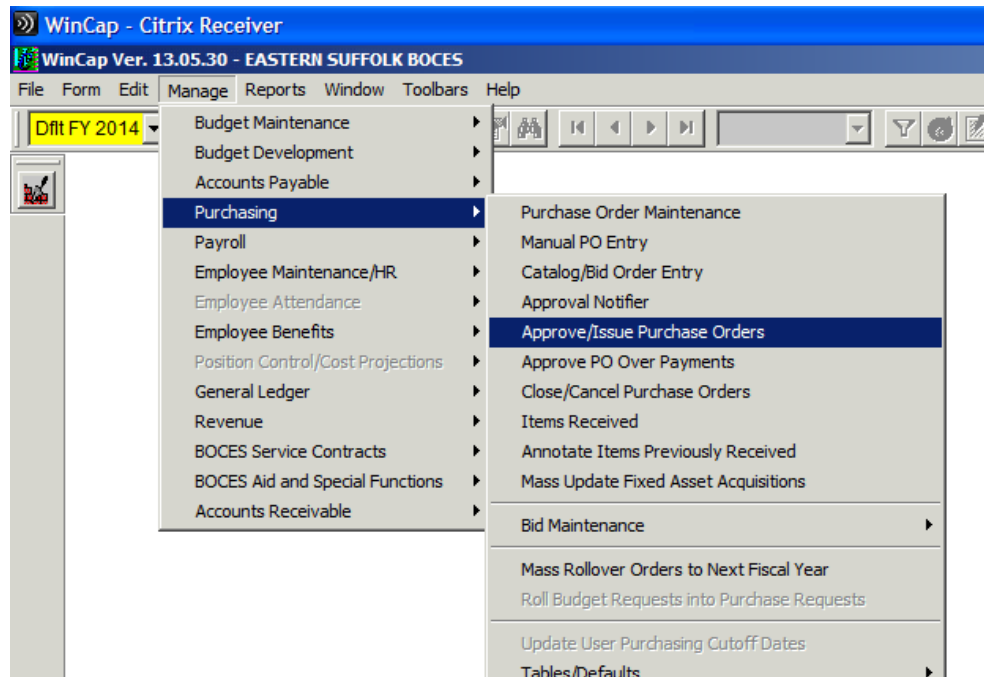 WinCap - Citrix Receiver
WinCap Ver. 13.05.30 - EASTERN SUFFOLK BOCES
File Form Edit Manage Reports Window Toolbars Help
Dflt FY 2014
Budget Maintenance
Budget Development
Accounts Payable
Purchasing
Payroll
Employee Maintenance/HR
Employee Attendance
Employee Benefits
Position Control/Cost Projections
General Ledger
Revenue
BOCES Service Contracts
BOCES Aid and Special Functions
Accounts Receivable
Purchase Order Maintenance
Manual PO Entry
Catalog/Bid Order Entry
Approval Notifier
Approve/Issue Purchase Orders
Approve PO Over Payments
Close/Cancel Purchase Orders
Items Received
Annotate Items Previously Received
Mass Update Fixed Asset Acquisitions
Bid Maintenance
Mass Rollover Orders to Next Fiscal Year
Roll Budget Requests into Purchase Requests
Update User Purchasing Cutoff Dates
Tables/Defaults